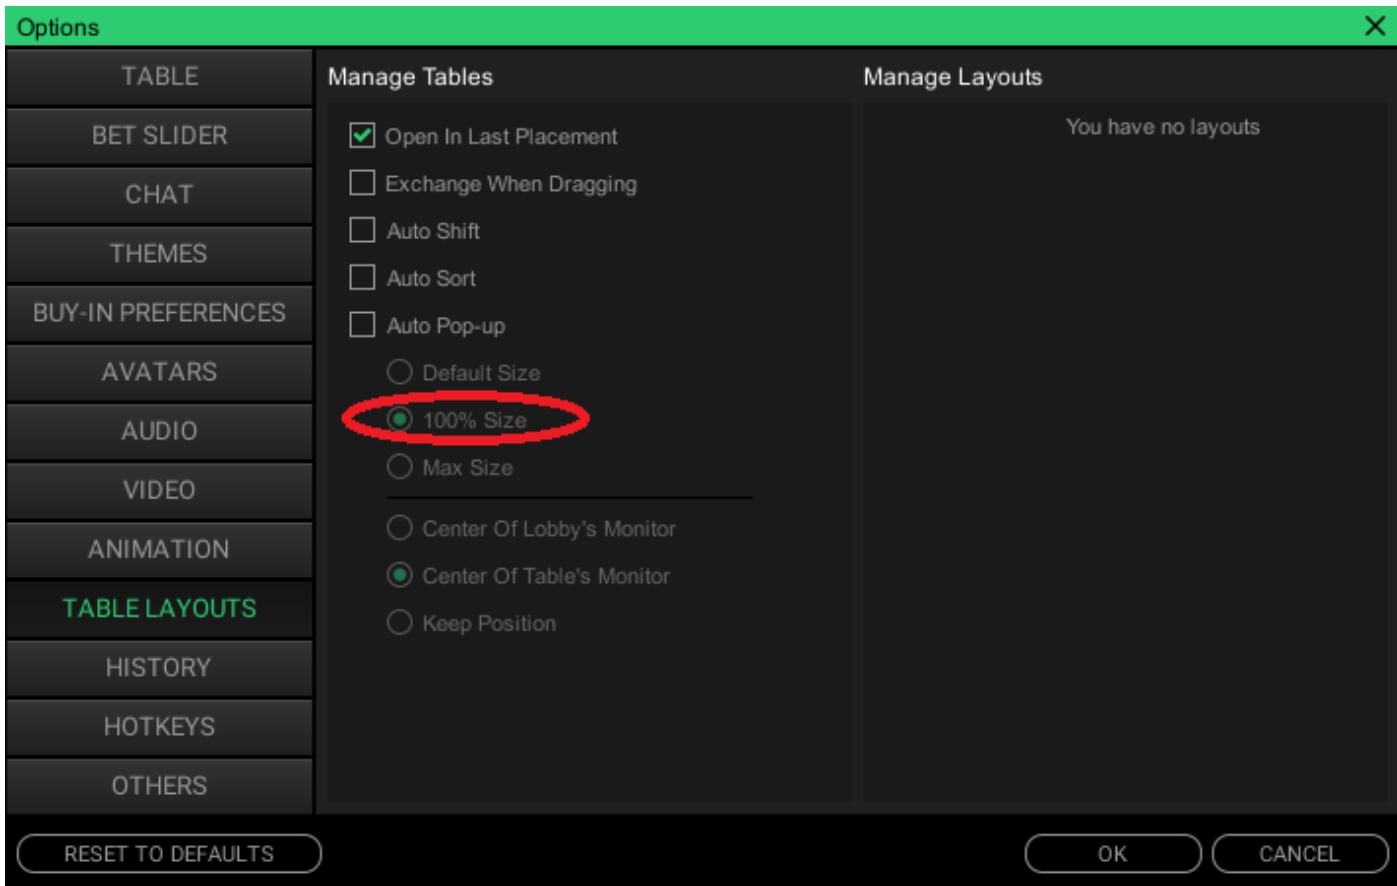 Options
TABLE
BET SLIDER
CHAT
THEMES
BUY-IN PREFERENCES
AVATARS
AUDIO
VIDEO
ANIMATION
TABLE LAYOUTS
HISTORY
HOTKEYS
OTHERS
Manage Tables
Open In Last Placement
Exchange When Dragging
Auto Shift
Auto Sort
Auto Pop-up
Default Size
100% Size
Max Size
Center Of Lobby's Monitor
Center Of Table's Monitor
Keep Position
Manage Layouts
You have no layouts
RESET TO DEFAULTS
OK
CANCEL